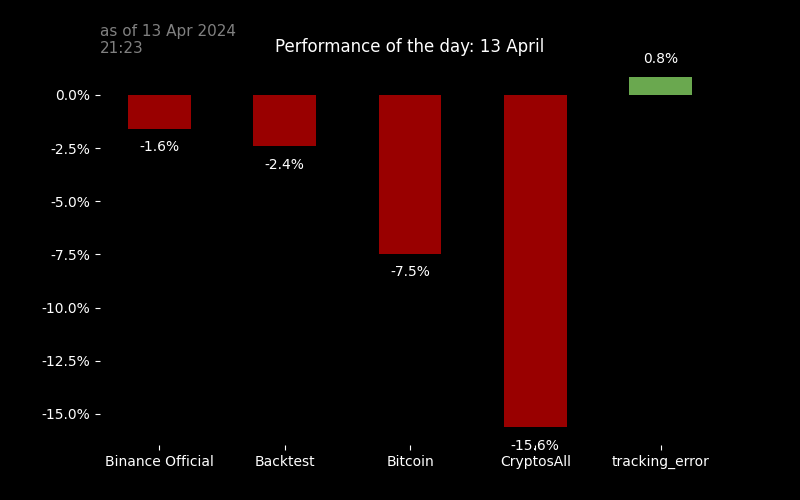 as of 13 Apr 2024
21:23
Performance of the day: 13 April
0.8%
0.0%
-1.6%
-2.5%
-2.4%
-5.0%
-7.5%
-7.5%
-10.0%
-12.5%
-15.0%
-15.6%
Binance Official
Backtest
Bitcoin
CryptosAll
tracking_error